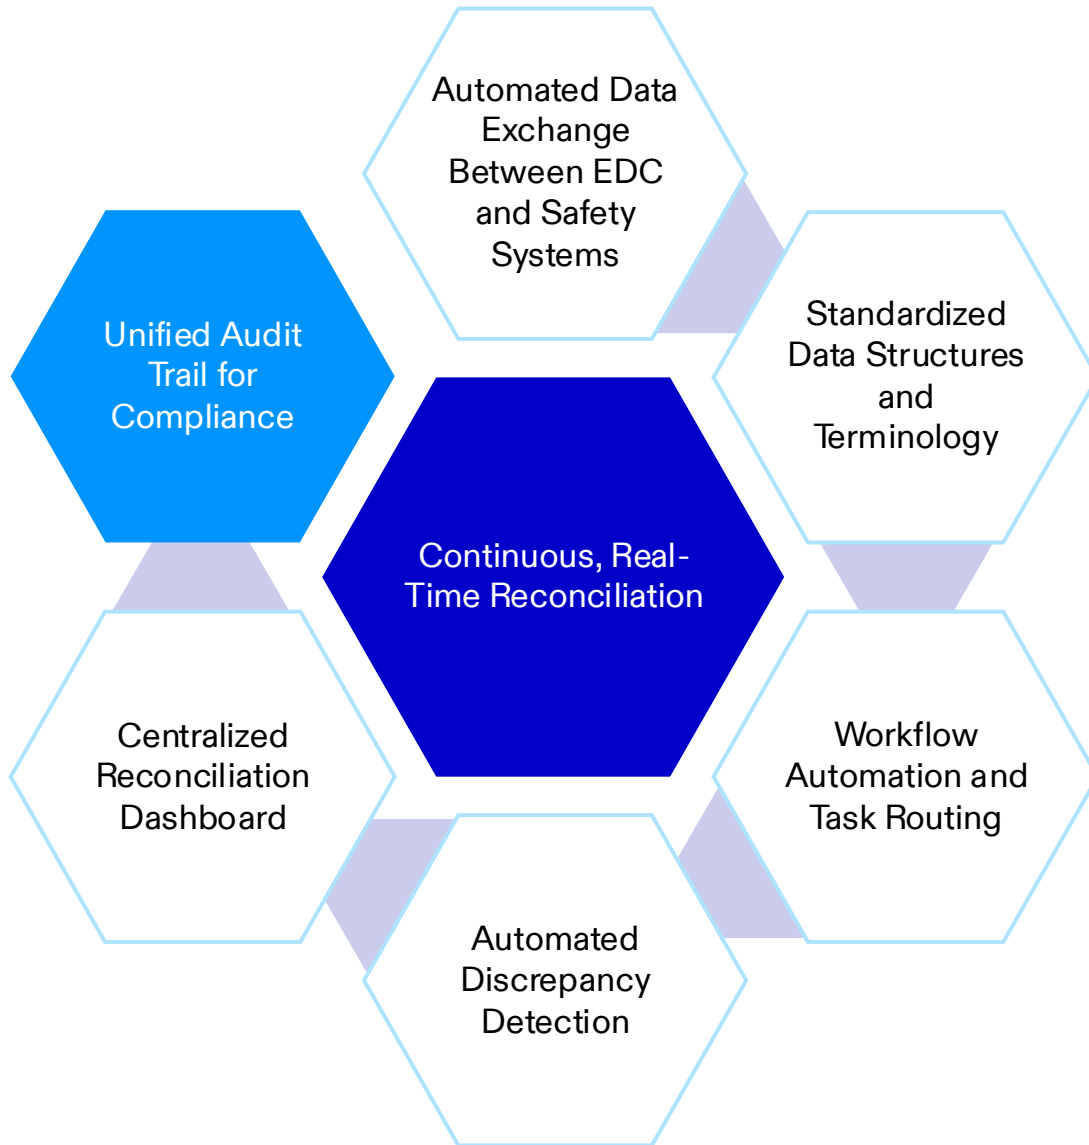 Automated Data
Exchange
Between EDC
and Safety
Systems
Standardized
Data Structures
and
Terminology
Workflow
Automation and
Task Routing
Automated
Discrepancy
Detection
Centralized
Reconciliation
Dashboard
Unified Audit
Trail for
Compliance
Continuous, Real-
Time Reconciliation